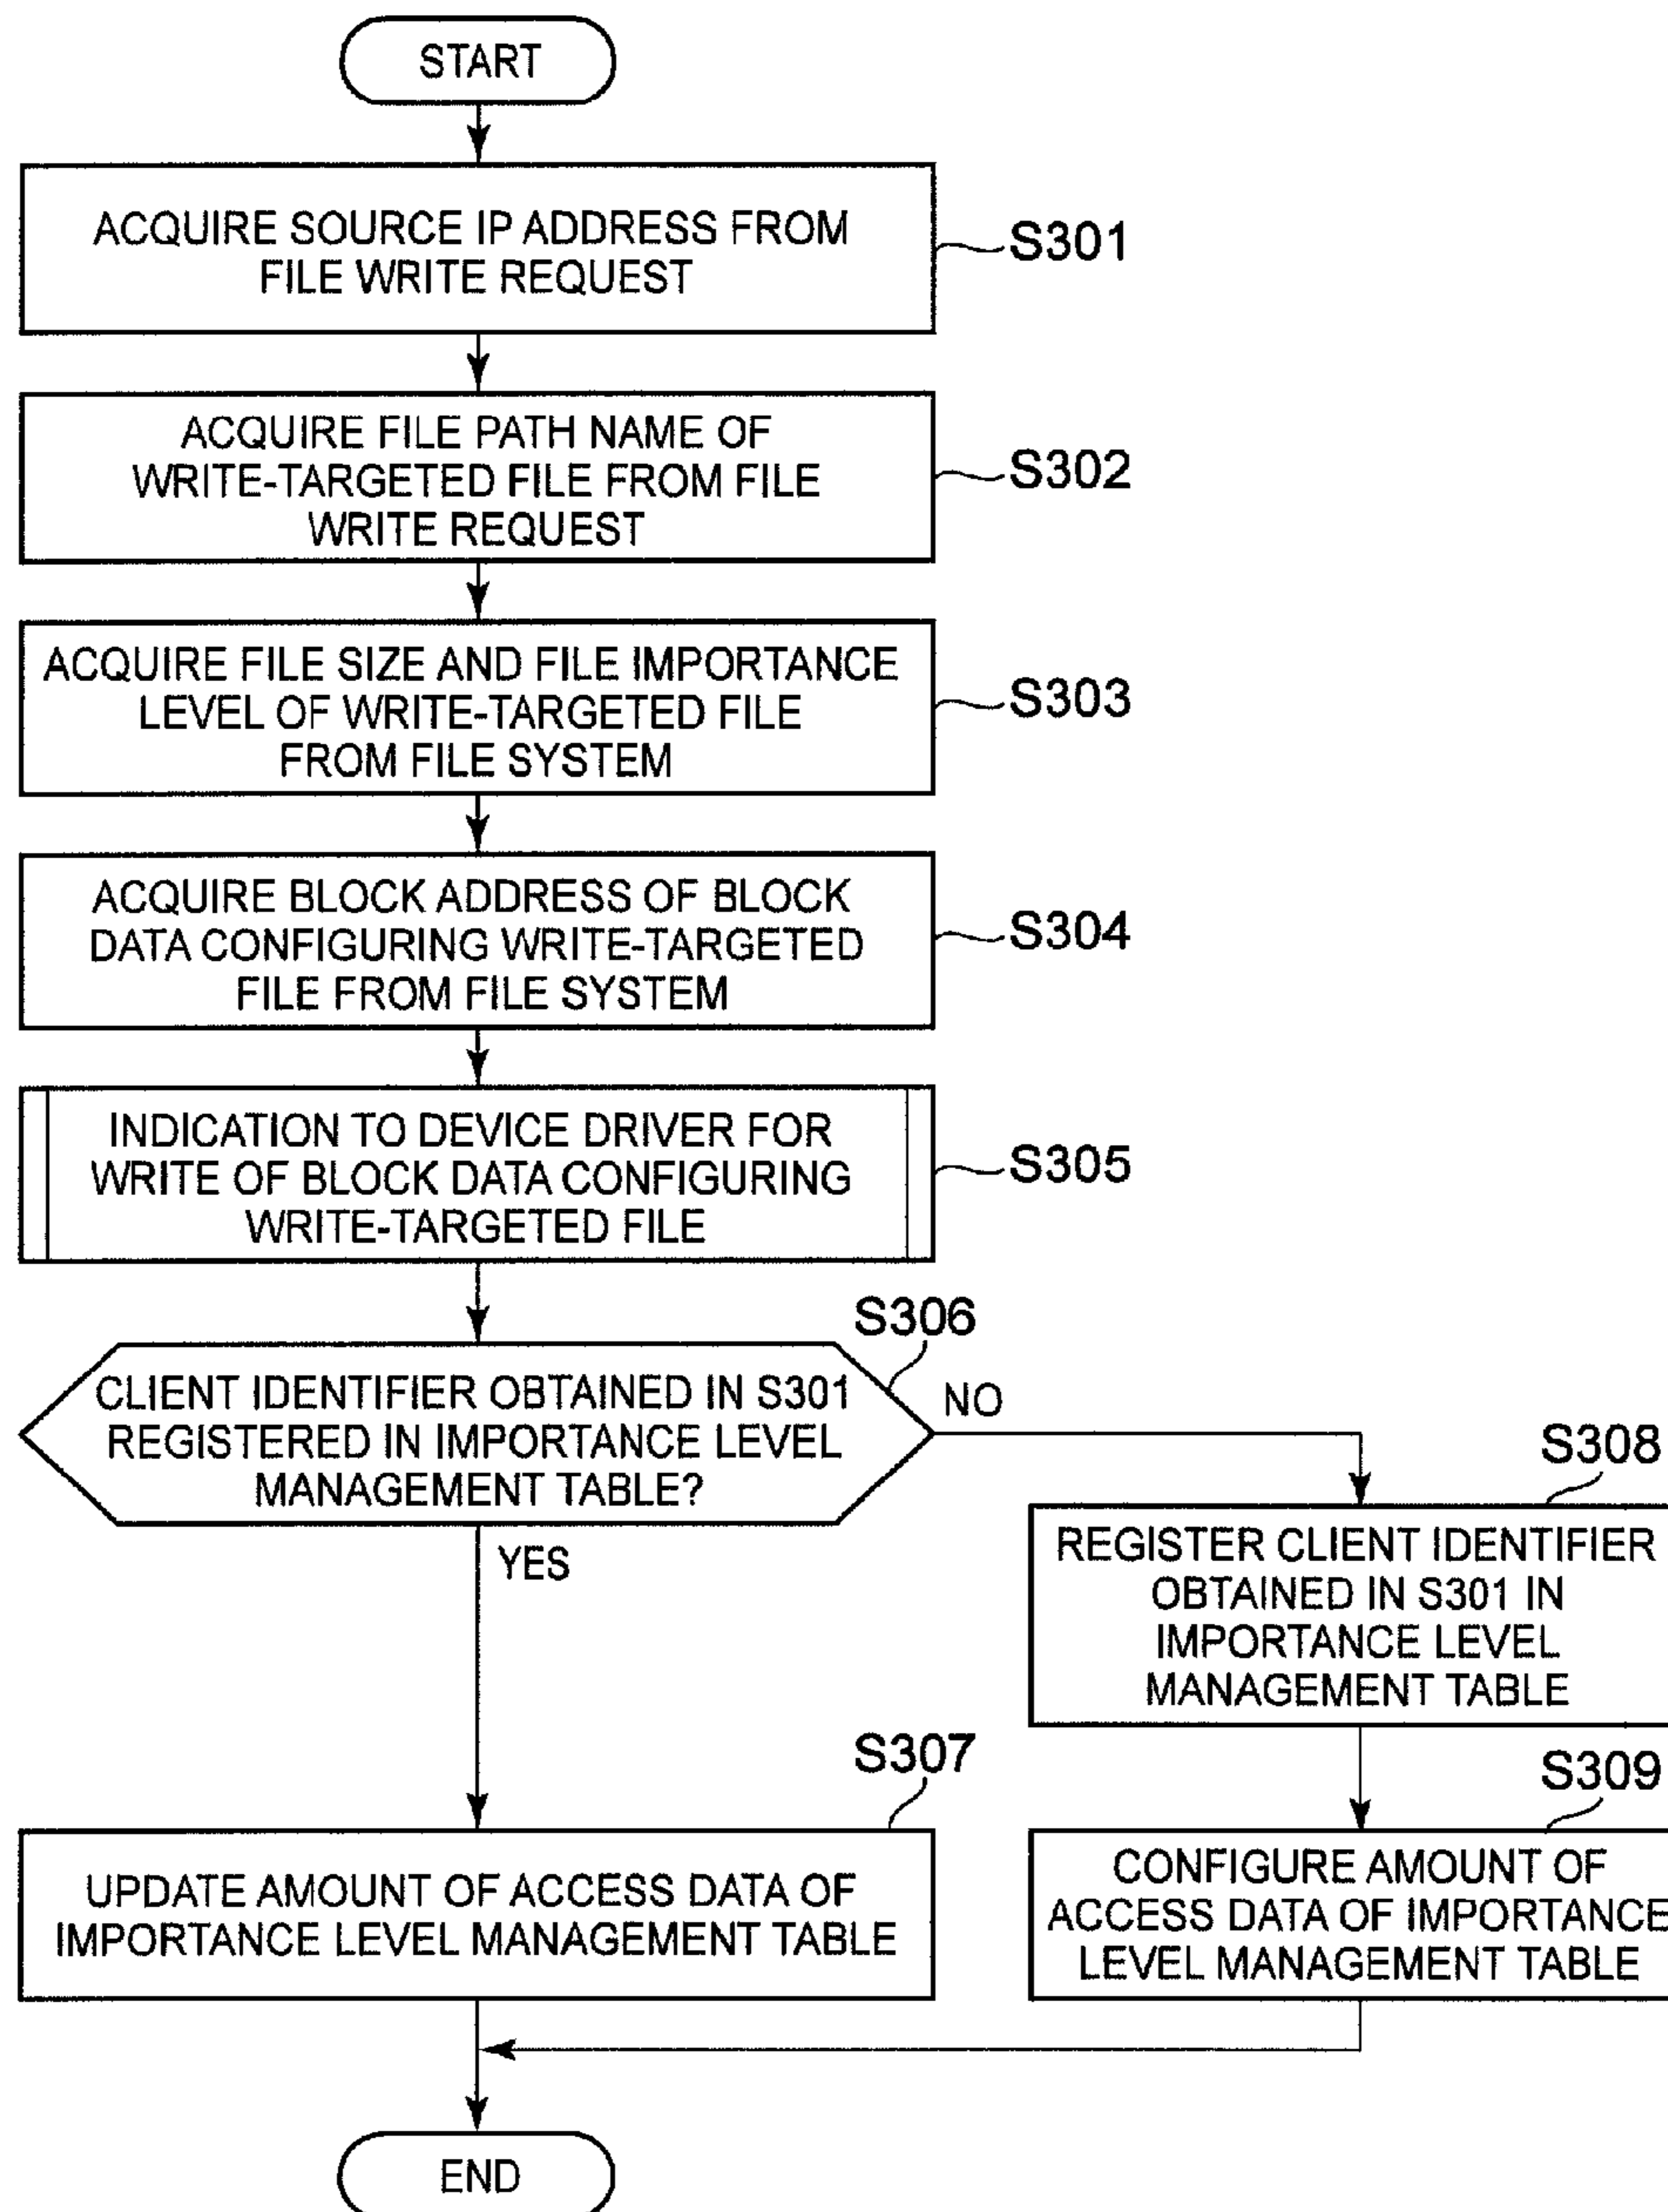 START
ACQUIRE SOURCE IP ADDRESS FROM
FILE WRITE REQUEST
S301
ACQUIRE FILE PATH NAME OF
WRITE-TARGETED FILE FROM FILE
WRITE REQUEST
S302
ACQUIRE FILE SIZE AND FILE IMPORTANCE
LEVEL OF WRITE-TARGETED FILE
FROM FILE SYSTEM
S303
ACQUIRE BLOCK ADDRESS OF BLOCK
DATA CONFIGURING WRITE-TARGETED
FILE FROM FILE SYSTEM
S304
INDICATION TO DEVICE DRIVER FOR
WRITE OF BLOCK DATA CONFIGURING
WRITE-TARGETED FILE
S305
S306
CLIENT IDENTIFIER OBTAINED IN S301
REGISTERED IN IMPORTANCE LEVEL
MANAGEMENT TABLE?
NO
YES
S308
REGISTER CLIENT IDENTIFIER
OBTAINED IN S301 IN
IMPORTANCE LEVEL
MANAGEMENT TABLE
S307
UPDATE AMOUNT OF ACCESS DATA OF
IMPORTANCE LEVEL MANAGEMENT TABLE
S309
CONFIGURE AMOUNT OF
ACCESS DATA OF IMPORTANCE
LEVEL MANAGEMENT TABLE
END